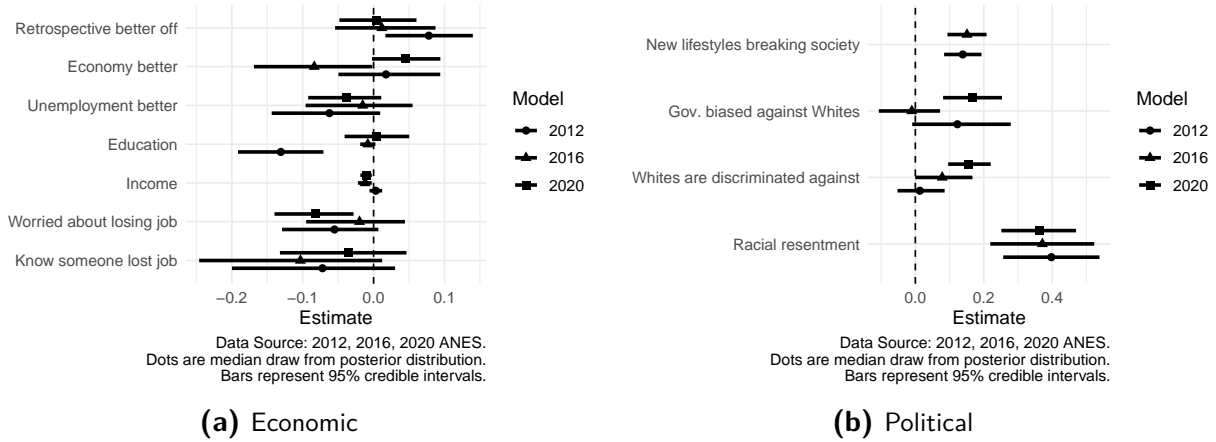 Retrospective better off
Economy better
Unemployment better
Education
Income
Worried about losing job
Know someone lost job
−0.2 −0.1 0.0 0.1
Estimate
Model
2012
2016
2020
Data Source: 2012, 2016, 2020 ANES.
Dots are median draw from posterior distribution.
Bars represent 95% credible intervals.
(a) Economic
New lifestyles breaking society
Gov. biased against Whites
Whites are discriminated against
Racial resentment
0.0 0.2 0.4
Estimate
Model
2012
2016
2020
Data Source: 2012, 2016, 2020 ANES.
Dots are median draw from posterior distribution.
Bars represent 95% credible intervals.
(b) Political